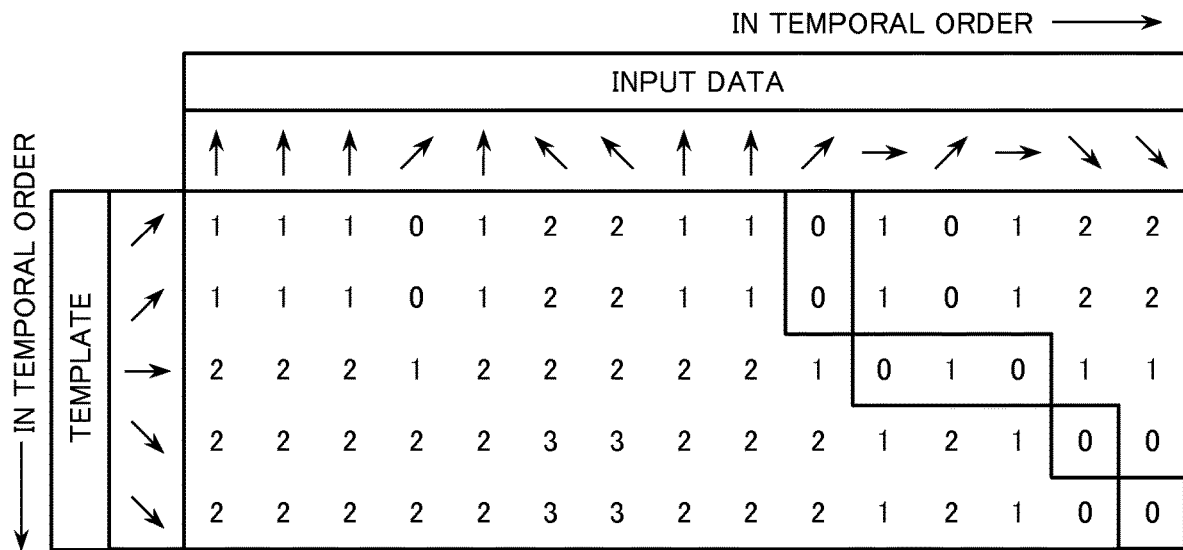 IN TEMPORAL ORDER →
INPUT DATA
↑ ↑ ↑ ↗ ↑ ↖ ↖ ↑ ↑ ↗ → ↗ → ↘ ↘
IN TEMPORAL ORDER
TEMPLATE
↗ 1 1 1 0 1 2 2 1 1 0 1 0 1 2 2
↗ 1 1 1 0 1 2 2 1 1 0 1 0 1 2 2
→ 2 2 2 1 2 2 2 2 2 1 0 1 0 1 1
↘ 2 2 2 2 2 3 3 2 2 2 1 2 1 0 0
↘ 2 2 2 2 2 3 3 2 2 2 1 2 1 0 0